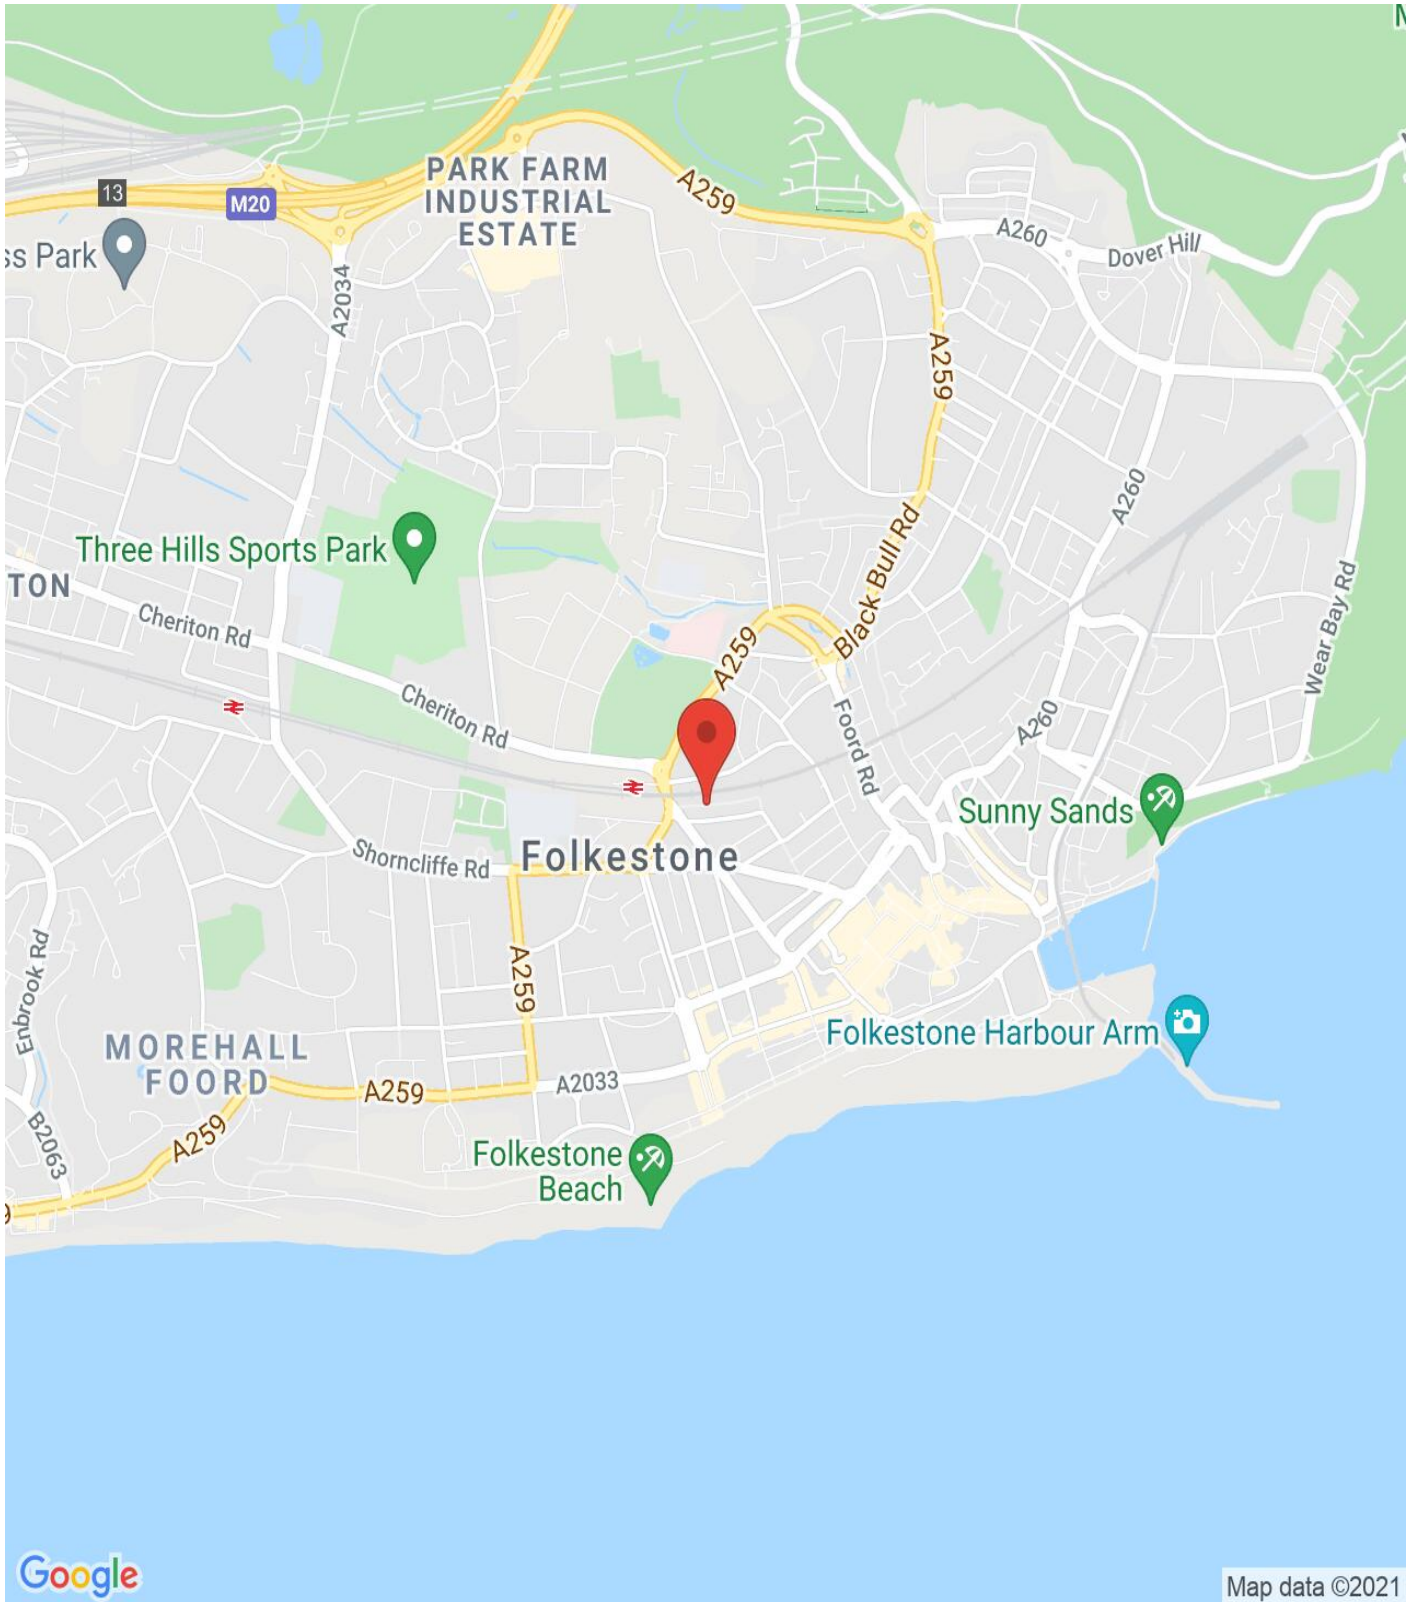 PARK FARM
INDUSTRIAL
ESTATE
A259
13
M20
A260
Dover Hill
ss Park
A2034
A259
A260
Three Hills Sports Park
Black Bull Rd
TON
Cheriton Rd
Wear Bay Rd
A259
Cheriton Rd
Foord Rd
A260
Sunny Sands
Shorncliffe Rd
Folkestone
Enbrook Rd
A259
Folkestone Harbour Arm
MOREHALL
FOORD
A259
A2033
B2063
A259
Folkestone
Beach
9
Google
Map data ©2021